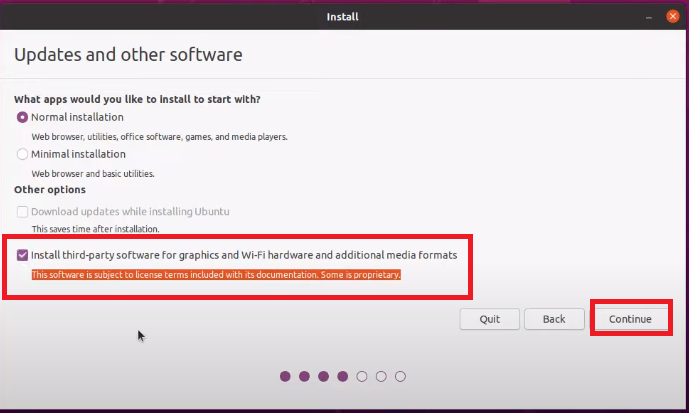 Install
Updates and other software
What apps would you like to install to start with?
Normal installation
Web browser, utilities, office software, games, and media players.
Minimal installation
Web browser and basic utilities.
Other options
Download updates while installing Ubuntu
This saves time after installation.
Install third-party software for graphics and Wi-Fi hardware and additional media formats
This software is subject to license terms included with its documentation. Some is proprietary.
Quit Back Continue